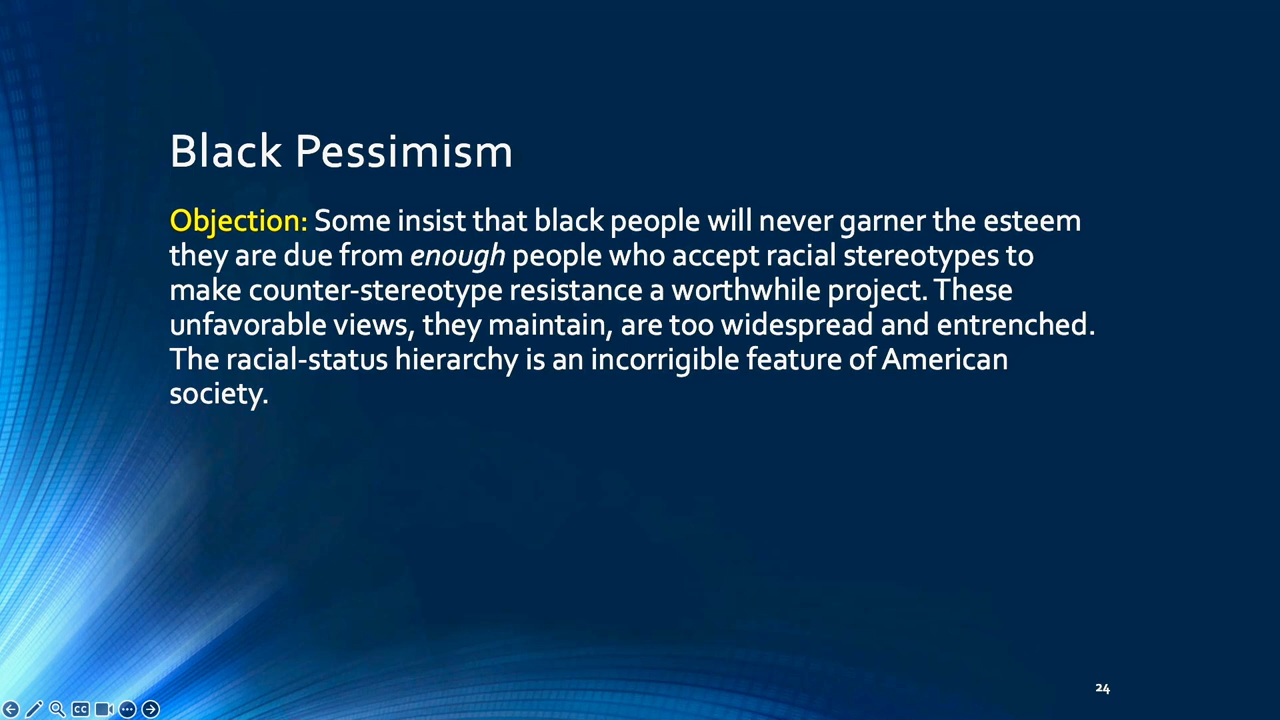 Black Pessimism
Objection: Some insist that black people will never garner the esteem
they are due from enough people who accept racial stereotypes to
make counter-stereotype resistance a worthwhile project. These
unfavorable views, they maintain, are too widespread and entrenched.
The racial-status hierarchy is an incorrigible feature of American
society.
24
CC